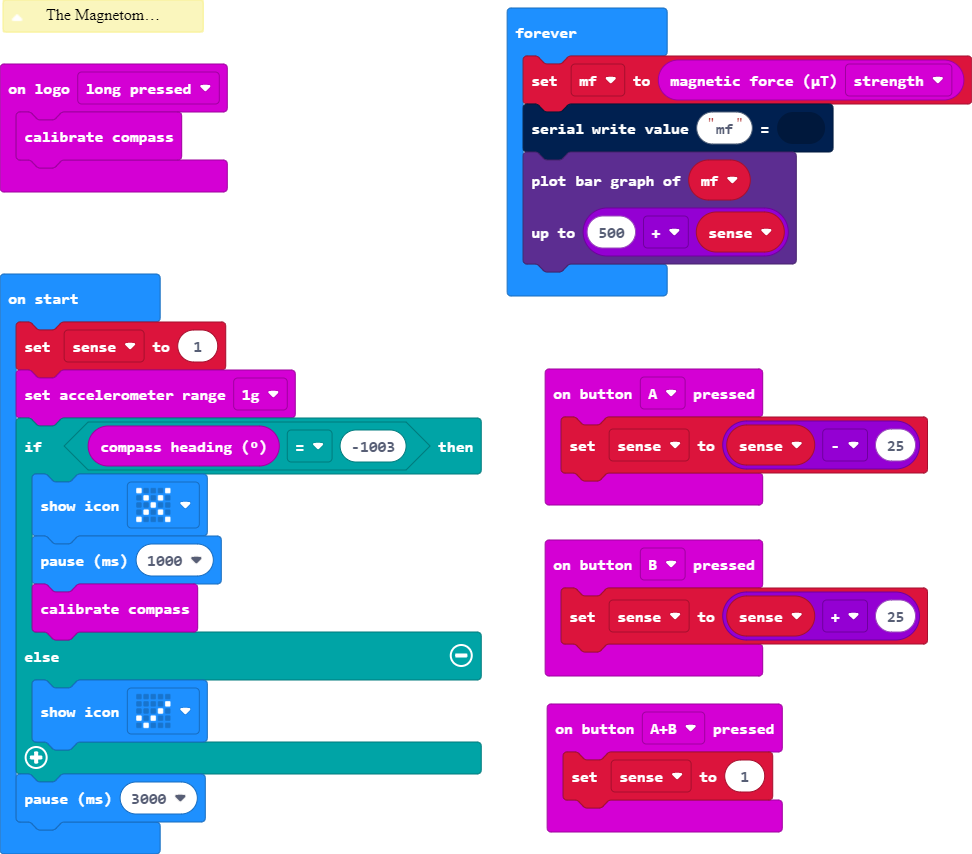 The Magnetom…
on logo long pressed
calibrate compass
on start
set sense to 1
set accelerometer range 1g
if compass heading (º) = -1003 then
show icon
pause (ms) 1000
calibrate compass
else
show icon
pause (ms) 3000
forever
set mf to magnetic force (µT) strength
serial write value "mf" =
plot bar graph of mf
up to 500 + sense
on button A pressed
set sense to sense - 25
on button B pressed
set sense to sense + 25
on button A+B pressed
set sense to 1